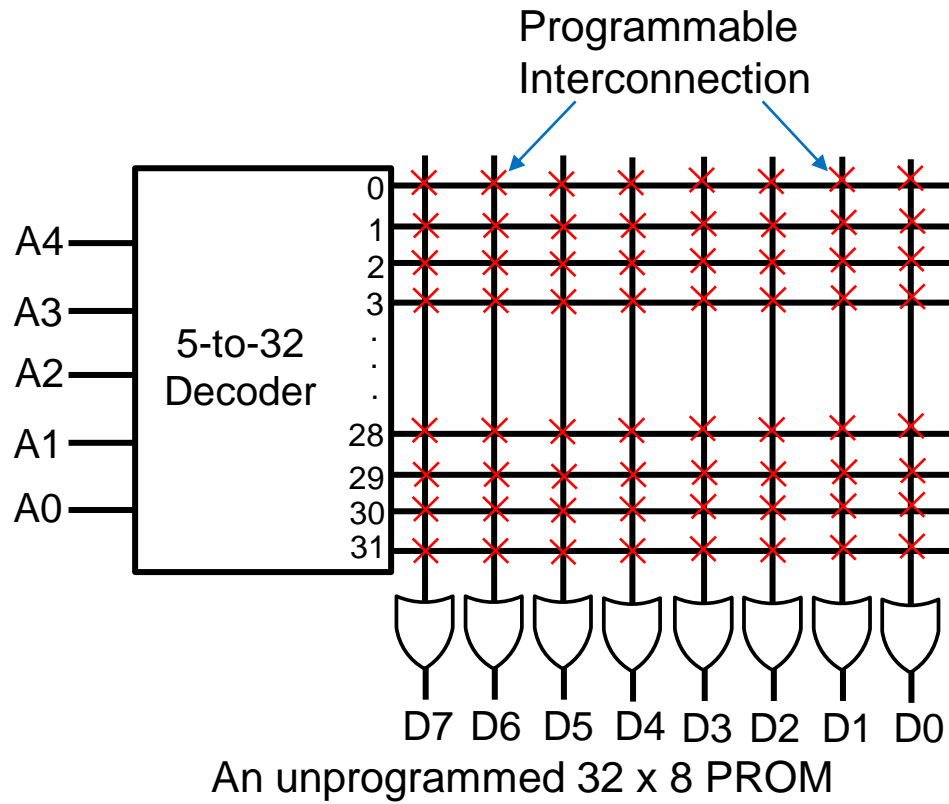 Programmable
Interconnection
0
1
A4
2
A3
3
5-to-32
.
A2
Decoder
.
.
A1
28
29
A0
30
31
D7 D6 D5 D4 D3 D2 D1 D0
An unprogrammed 32 x 8 PROM